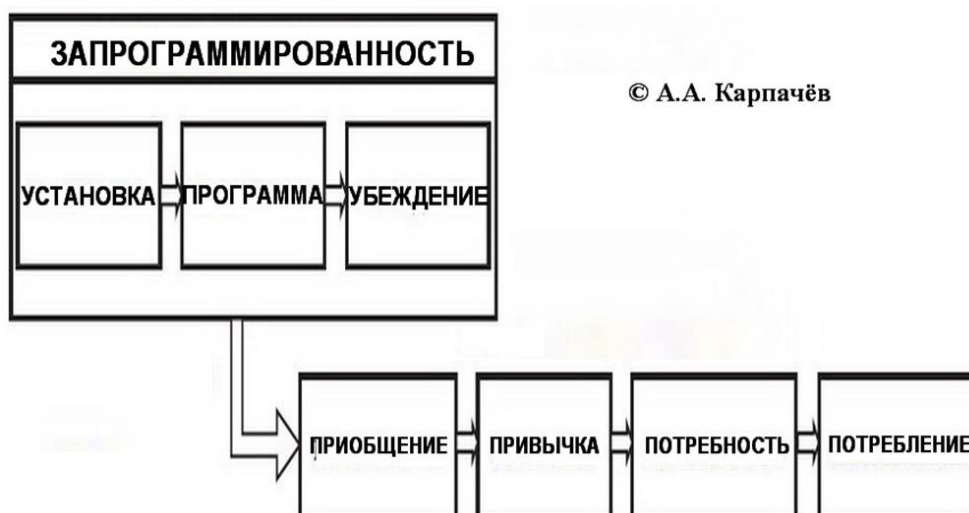 ЗАПРОГРАММИРОВАННОСТЬ
© А.А. Карпачёв
УСТАНОВКА
ПРОГРАММА
УБЕЖДЕНИЕ
ПРИОБЩЕНИЕ
ПРИВЫЧКА
ПОТРЕБНОСТЬ
ПОТРЕБЛЕНИЕ